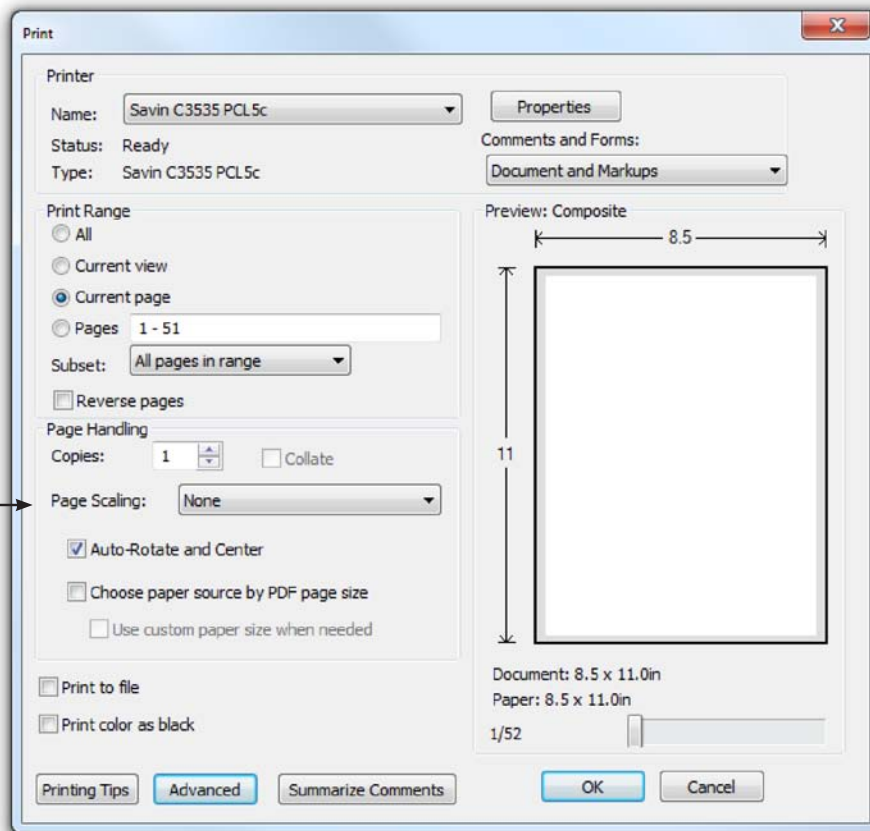 Print
Printer
Name: Savin C3535 PCL5c
Properties
Status: Ready
Comments and Forms:
Type: Savin C3535 PCL5c
Document and Markups
Print Range
All
Current view
Current page
Pages 1 - 51
Subset: All pages in range
Reverse pages
Page Handling
Copies: 1 Collate
Page Scaling: None
Auto-Rotate and Center
Choose paper source by PDF page size
Use custom paper size when needed
Print to file
Print color as black
Preview: Composite
8.5
11
Document: 8.5 x 11.0in
Paper: 8.5 x 11.0in
1/52
Printing Tips Advanced Summarize Comments OK Cancel